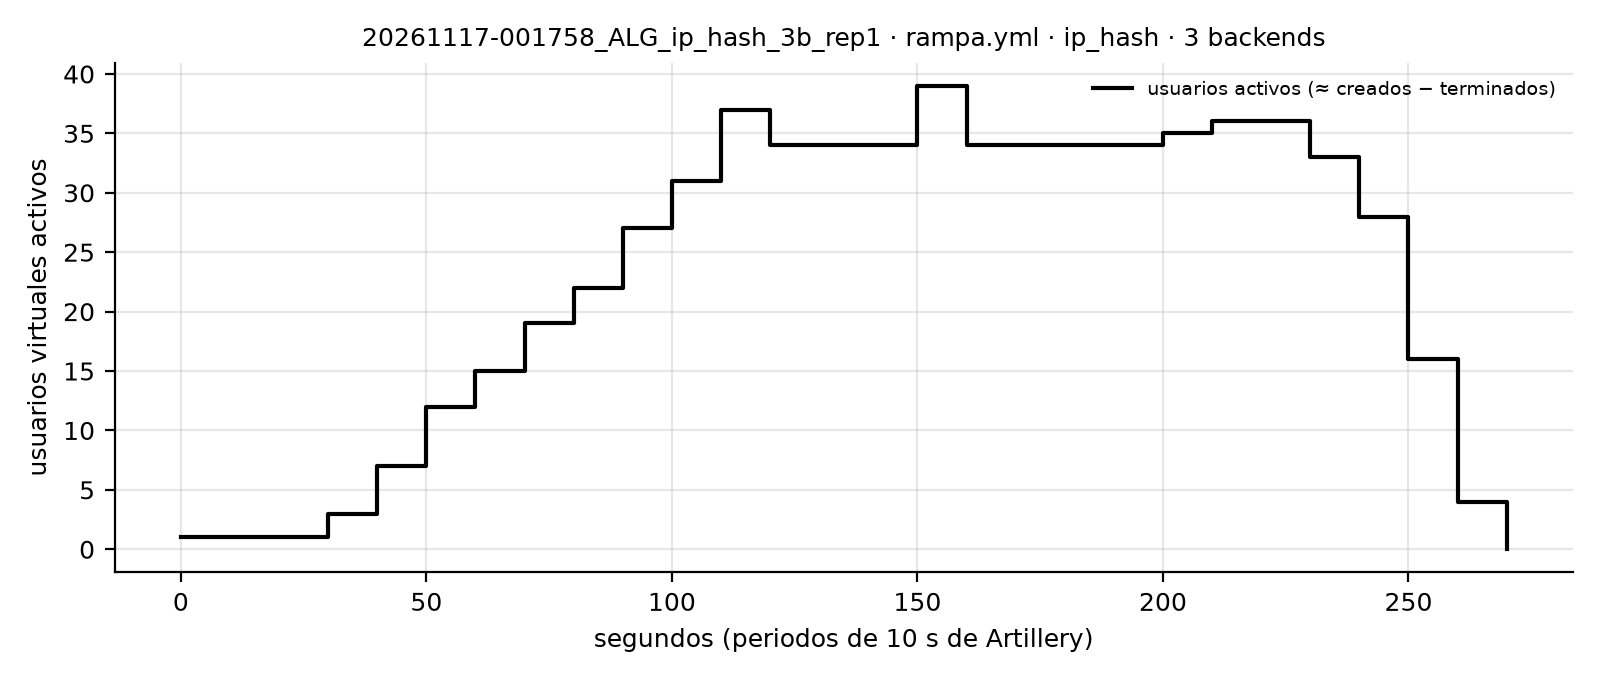 20261117-001758_ALG_ip_hash_3b_rep1 · rampa.yml · ip_hash · 3 backends
usuarios activos (≈ creados − terminados)
usuarios virtuales activos
40
35
30
25
20
15
10
5
0
0 50 100 150 200 250
segundos (periodos de 10 s de Artillery)